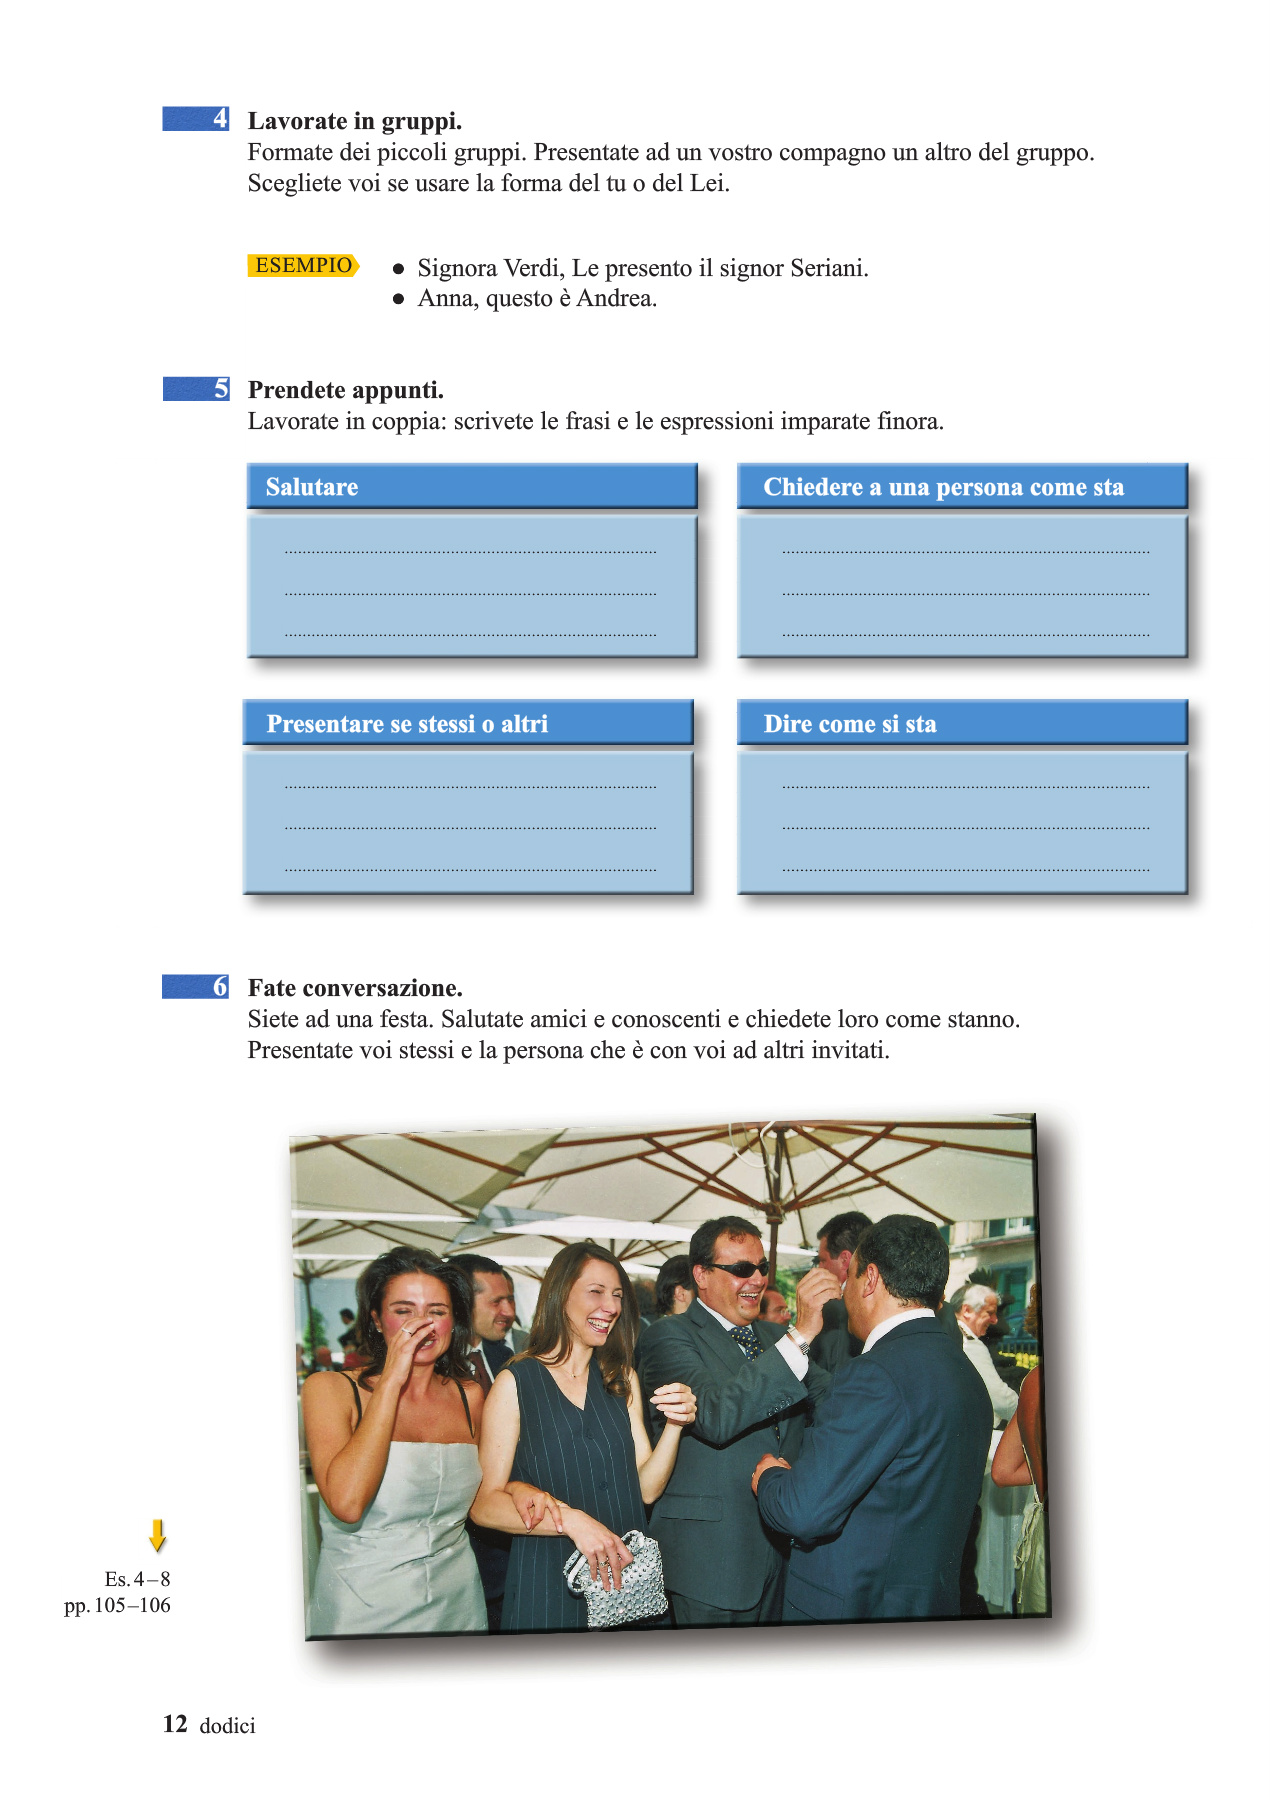 4 Lavorate in gruppi.
Formate dei piccoli gruppi. Presentate ad un vostro compagno un altro del gruppo.
Scegliete voi se usare la forma del tu o del Lei.
ESEMPIO ● Signora Verdi, Le presento il signor Seriani.
● Anna, questo è Andrea.
5 Prendete appunti.
Lavorate in coppia: scrivete le frasi e le espressioni imparate finora.
Salutare
Chiedere a una persona come sta
Presentare se stessi o altri
Dire come si sta
6 Fate conversazione.
Siete ad una festa. Salutate amici e conoscenti e chiedete loro come stanno.
Presentate voi stessi e la persona che è con voi ad altri invitati.
Es. 4–8
pp. 105–106
12 dodici